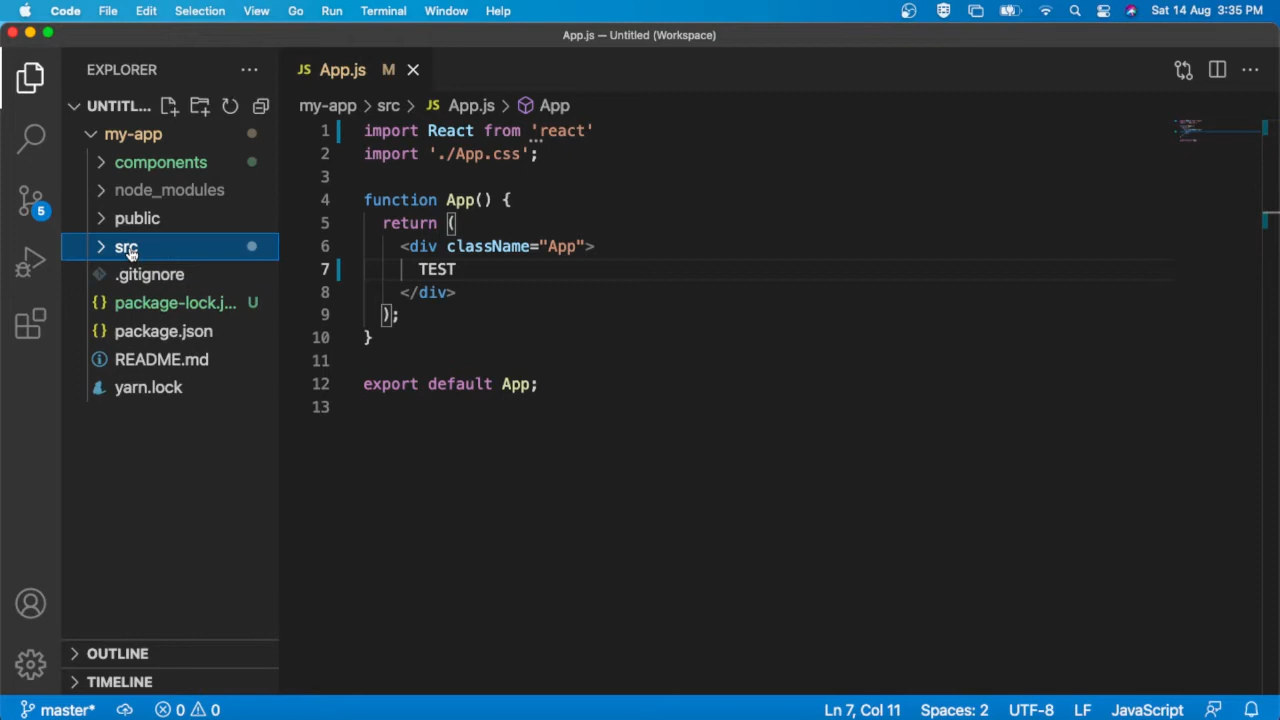 Code File Edit Selection View Go Run Terminal Window Help Sat 14 Aug 3:35 PM
App.js — Untitled (Workspace)
EXPLORER
JS App.js M
UNTITL...
my-app > src > JS App.js > App
my-app
components
node_modules
public
src
.gitignore
{} package-lock.j... U
{} package.json
README.md
yarn.lock
5
1 import React from 'react'
2 import './App.css';
3
4 function App() {
5 return (
6 <div className="App">
7 TEST
8 </div>
9 );
10 }
11
12 export default App;
13
OUTLINE
TIMELINE
master* 0 0 Ln 7, Col 11 Spaces: 2 UTF-8 LF JavaScript